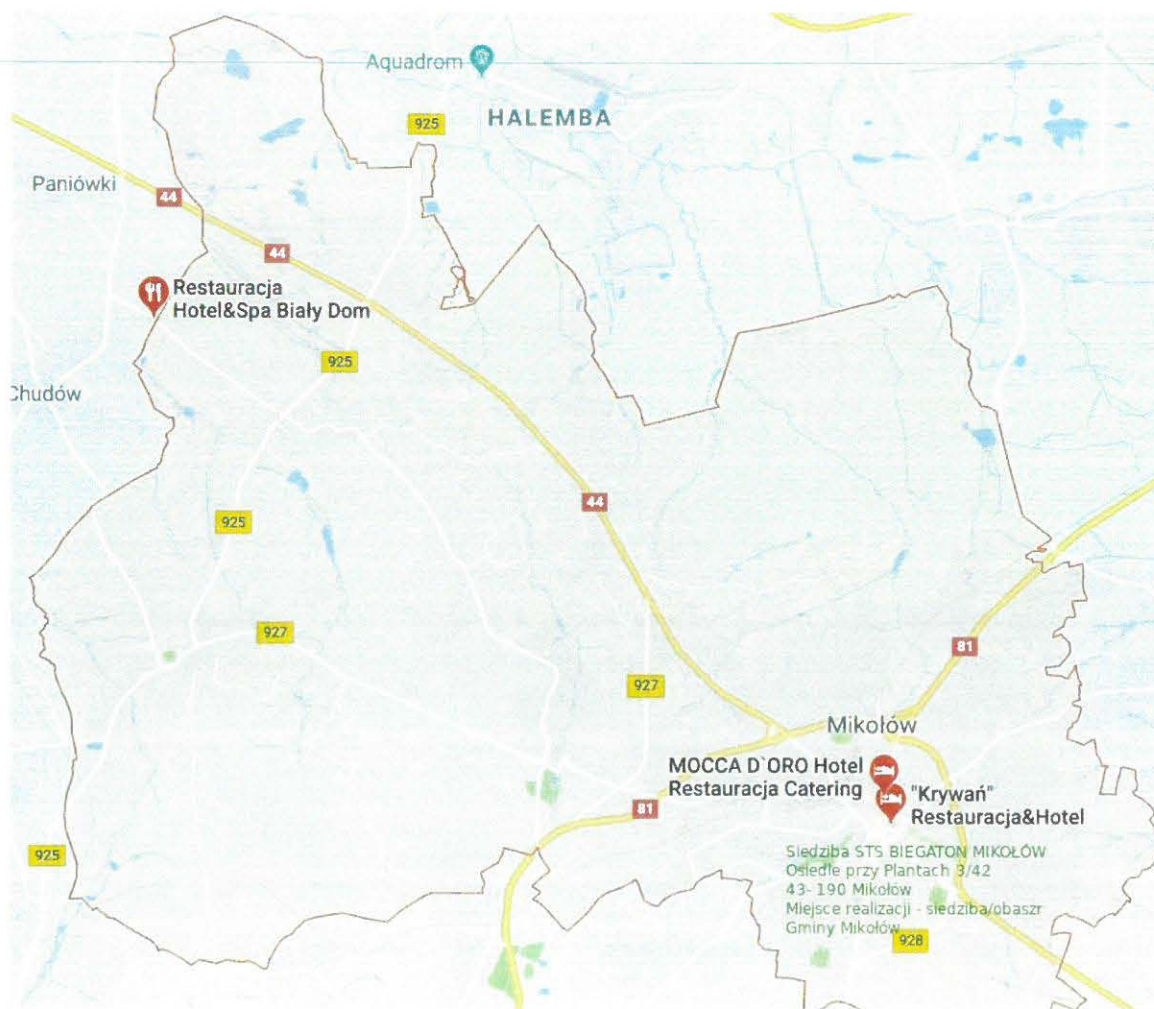 Aquadrom
HALEMBA
925
Paniówki
44
44
Restauracja
Hotel&Spa Biały Dom
925
Chudów
44
925
927
81
927
Mikołów
MOCCA D`ORO Hotel
Restauracja Catering
"Krywań"
Restauracja&Hotel
81
925
Siedziba STS BIEGATON MIKOŁÓW
Osiedle przy Plantach 3/42
43- 190 Mikołów
Miejsce realizacji - siedziba/obaszr
Gminy Mikołów
928